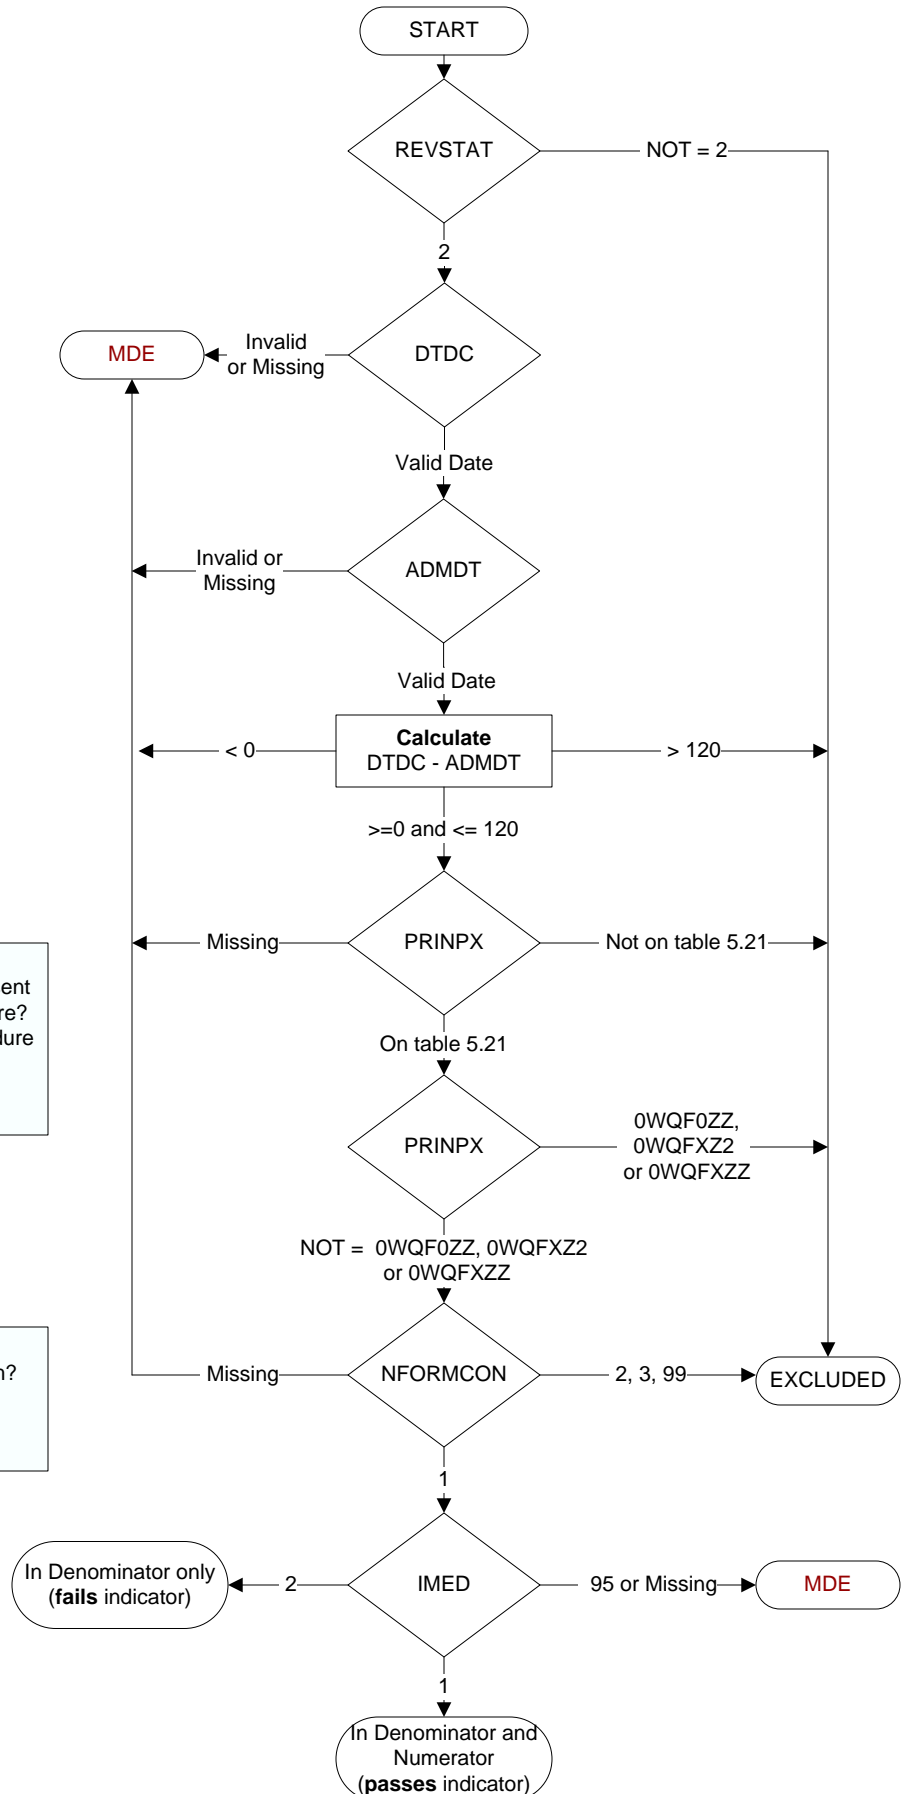 START
REVSTAT
NOT = 2
2
DTDC
Invalid
or Missing
MDE
Valid Date
ADMDT
Invalid or
Missing
Valid Date
Calculate
DTDC - ADMDT
< 0
> 120
>=0 and <= 120
PRINPX
Missing
Not on table 5.21
On table 5.21
PRINPX
0WQF0ZZ,
0WQFXZ2
or 0WQFXZZ
NOT = 0WQF0ZZ, 0WQFXZ2
or 0WQFXZZ
NFORMCON
Missing
2, 3, 99
EXCLUDED
1
IMED
2
In Denominator only
(fails indicator)
95 or Missing
MDE
1
In Denominator and
Numerator
(passes indicator)